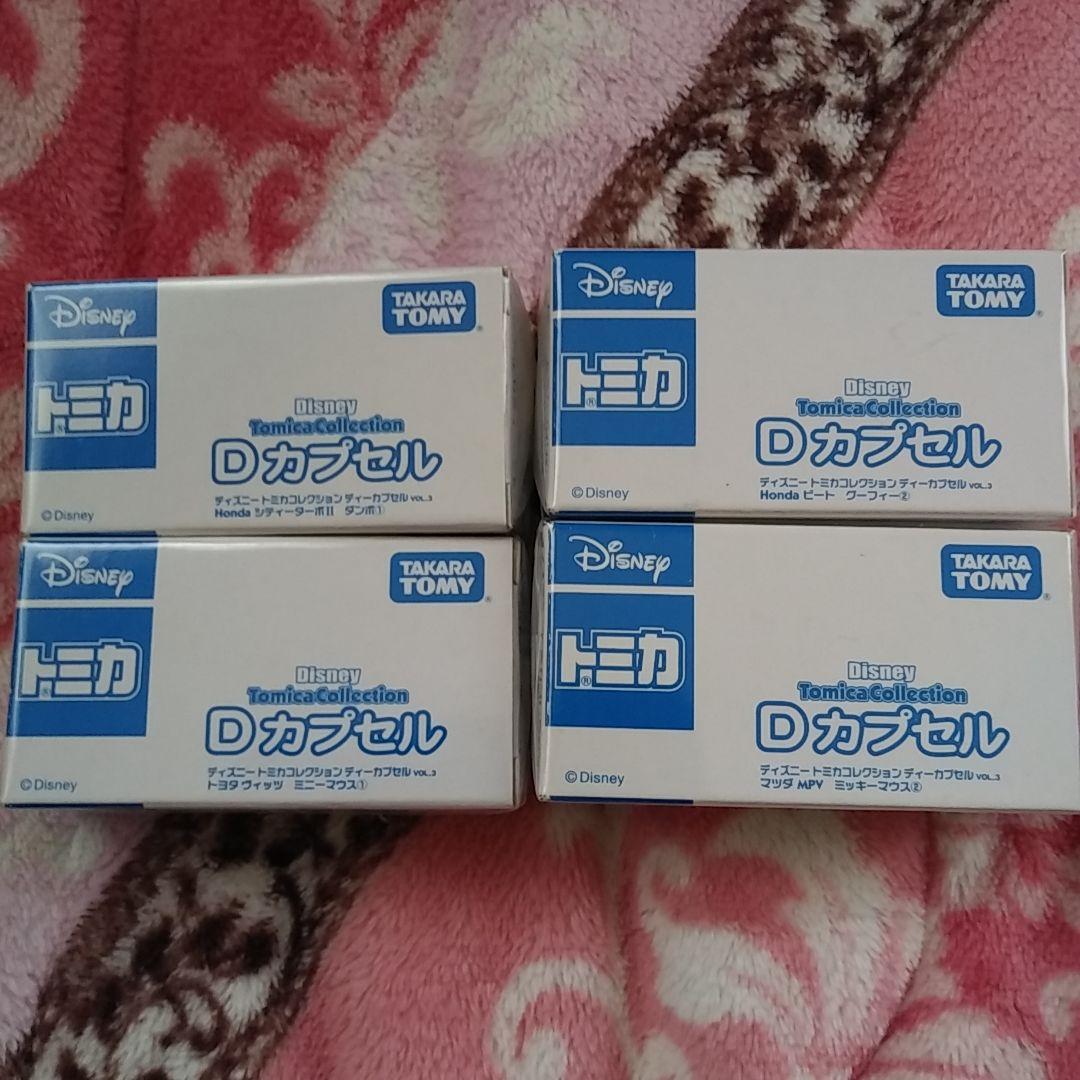 Disney
TAKARA
TOMY®
トミカ®
Disney
TomicaCollection
Dカプセル
ディズニートミカコレクション ディーカプセル VOL.3
Honda シティーターボII ダンボ①
©Disney
Disney
TAKARA
TOMY®
トミカ®
Disney
TomicaCollection
Dカプセル
ディズニートミカコレクション ディーカプセル VOL.3
Honda ビート グーフィー②
©Disney
Disney
TAKARA
TOMY®
トミカ®
Disney
TomicaCollection
Dカプセル
ディズニートミカコレクション ディーカプセル VOL.3
トヨタ ヴィッツ ミニーマウス①
©Disney
Disney
TAKARA
TOMY®
トミカ®
Disney
TomicaCollection
Dカプセル
ディズニートミカコレクション ディーカプセル VOL.3
マツダ MPV ミッキーマウス②
©Disney